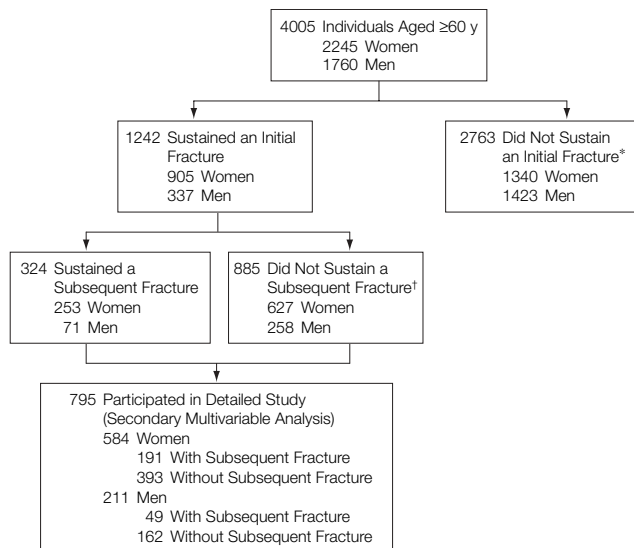 4005 Individuals Aged ≥60 y
2245 Women
1760 Men
1242 Sustained an Initial
Fracture
905 Women
337 Men
2763 Did Not Sustain
an Initial Fracture*
1340 Women
1423 Men
324 Sustained a
Subsequent Fracture
253 Women
71 Men
885 Did Not Sustain a
Subsequent Fracture†
627 Women
258 Men
795 Participated in Detailed Study
(Secondary Multivariable Analysis)
584 Women
191 With Subsequent Fracture
393 Without Subsequent Fracture
211 Men
49 With Subsequent Fracture
162 Without Subsequent Fracture